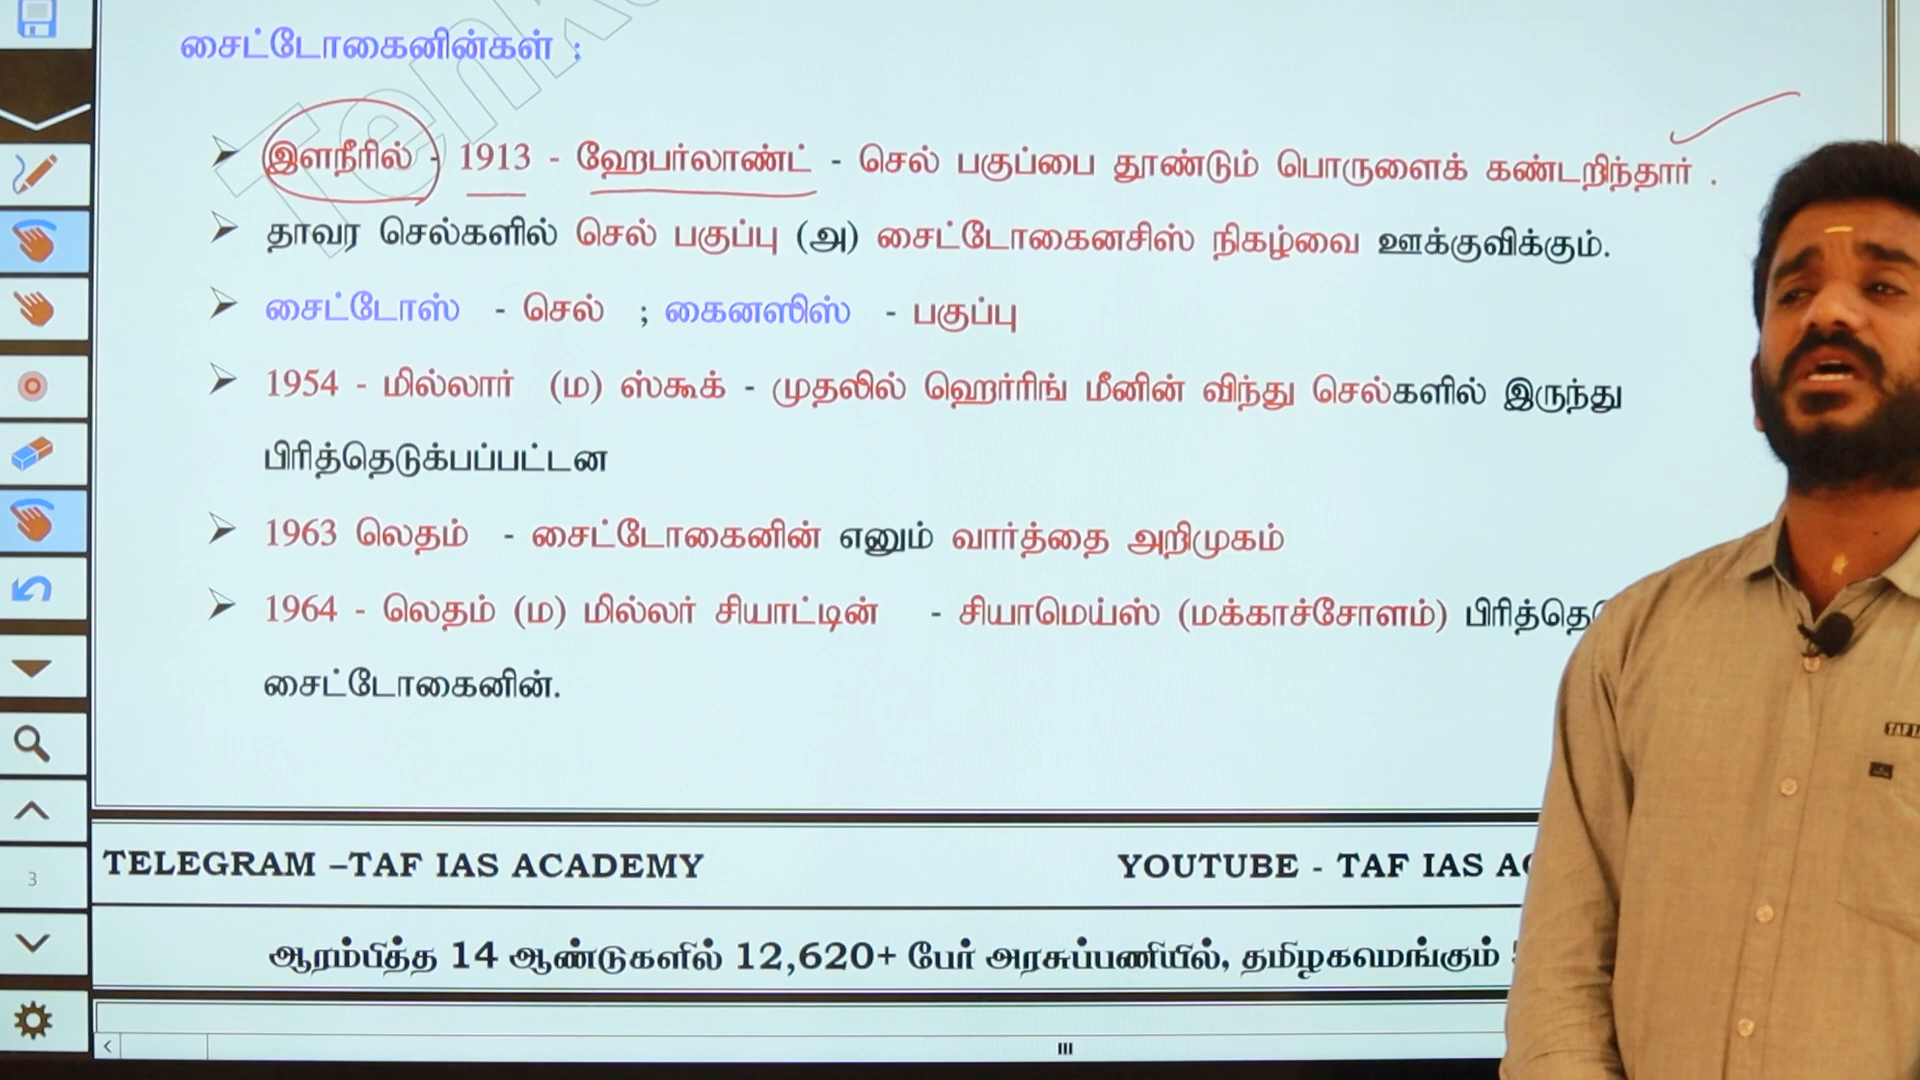 சைட்டோகைனின்கள் :
இளநீரில் - 1913 - ஹேபர்லாண்ட் - செல் பகுப்பை தூண்டும் பொருளைக் கண்டறிந்தார் .
தாவர செல்களில் செல் பகுப்பு (அ) சைட்டோகைனசிஸ் நிகழ்வை ஊக்குவிக்கும்.
சைட்டோஸ் - செல் ; கைனஸிஸ் - பகுப்பு
1954 - மில்லார் (ம) ஸ்கூக் - முதலில் ஹெர்ரிங் மீனின் விந்து செல்களில் இருந்து
பிரித்தெடுக்பப்பட்டன
1963 லெதம் - சைட்டோகைனின் எனும் வார்த்தை அறிமுகம்
1964 - லெதம் (ம) மில்லர் சியாட்டின் - சியாமெய்ஸ் (மக்காச்சோளம்)
சைட்டோகைனின்.
TELEGRAM –TAF IAS ACADEMY
YOUTUBE - TAF IAS
ஆரம்பித்த 14 ஆண்டுகளில் 12,620+ பேர் அரசுப்பணியில், தமிழகமெங்கும்
3